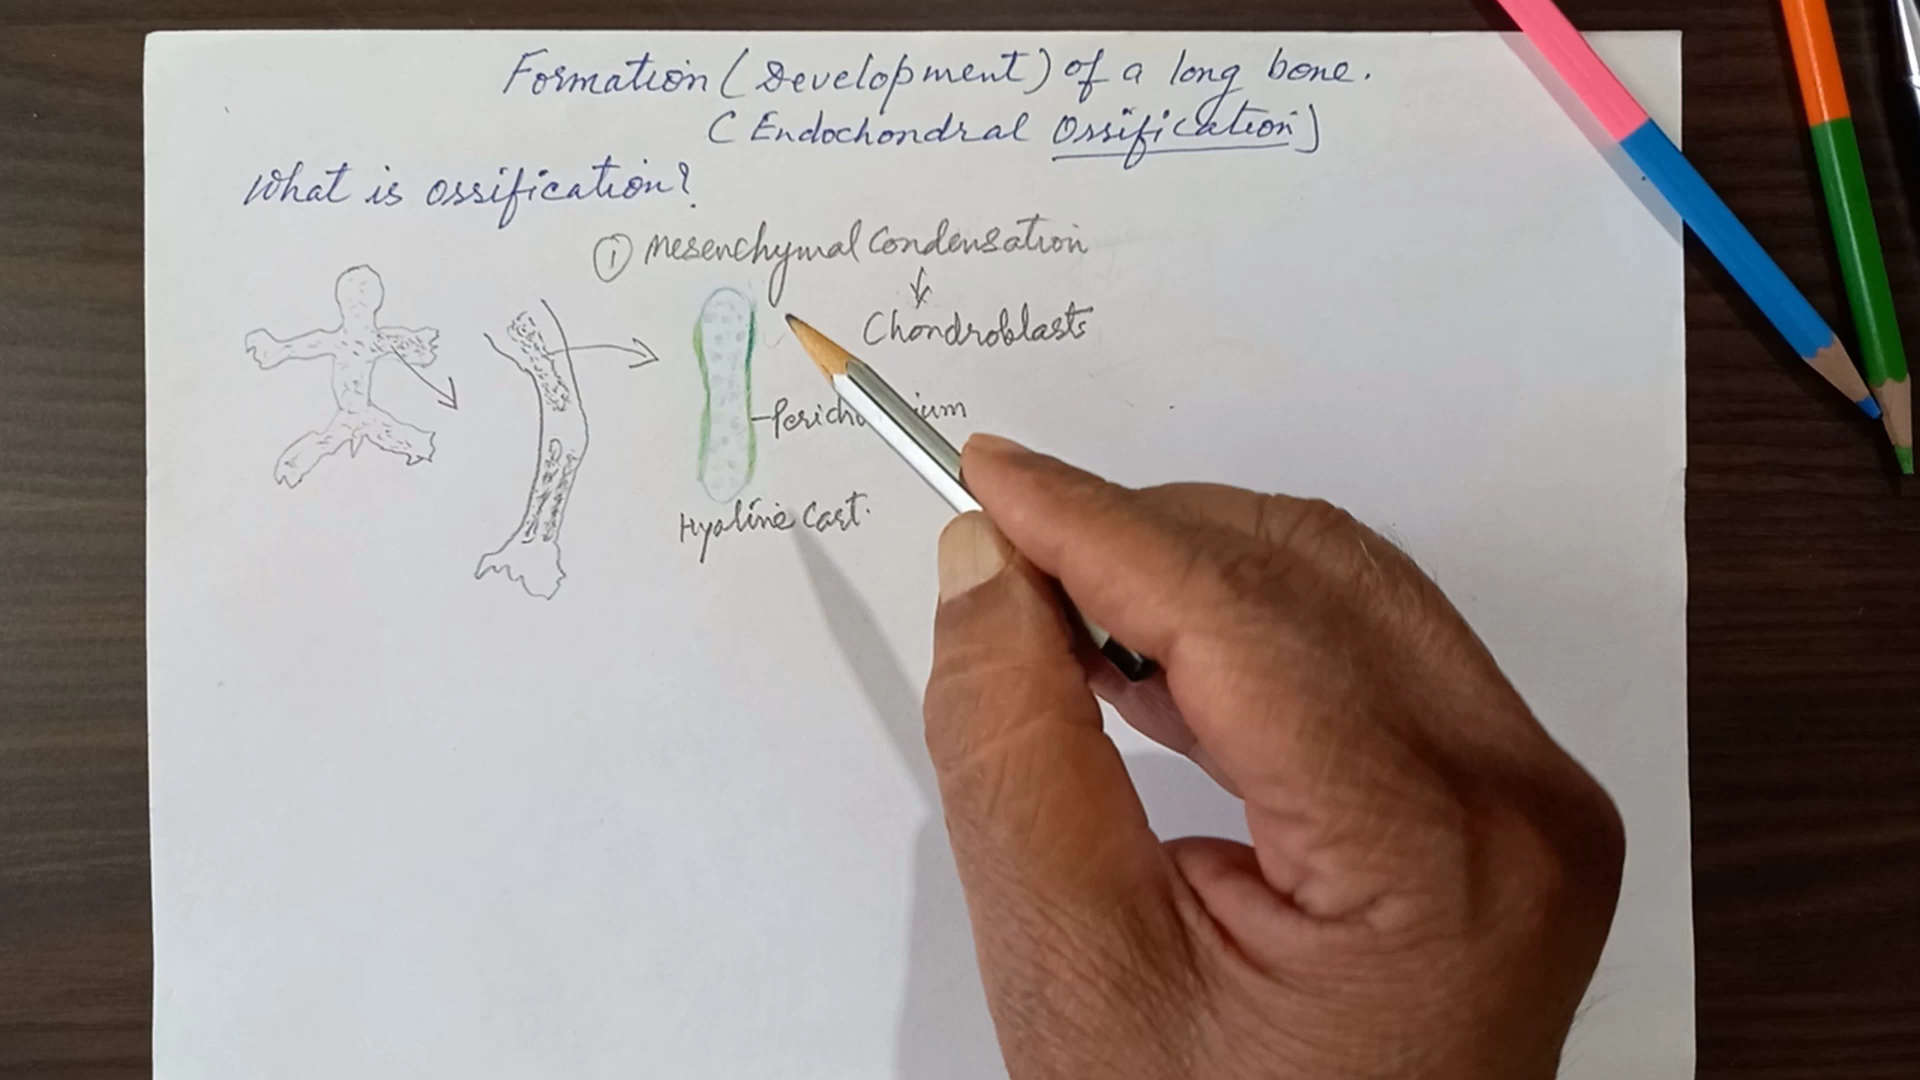 Formation (Development) of a long bone.
( Endochondral Ossification )
What is ossification?
① Mesenchymal Condensation
↓
Chondroblasts
Hyaline Cart.